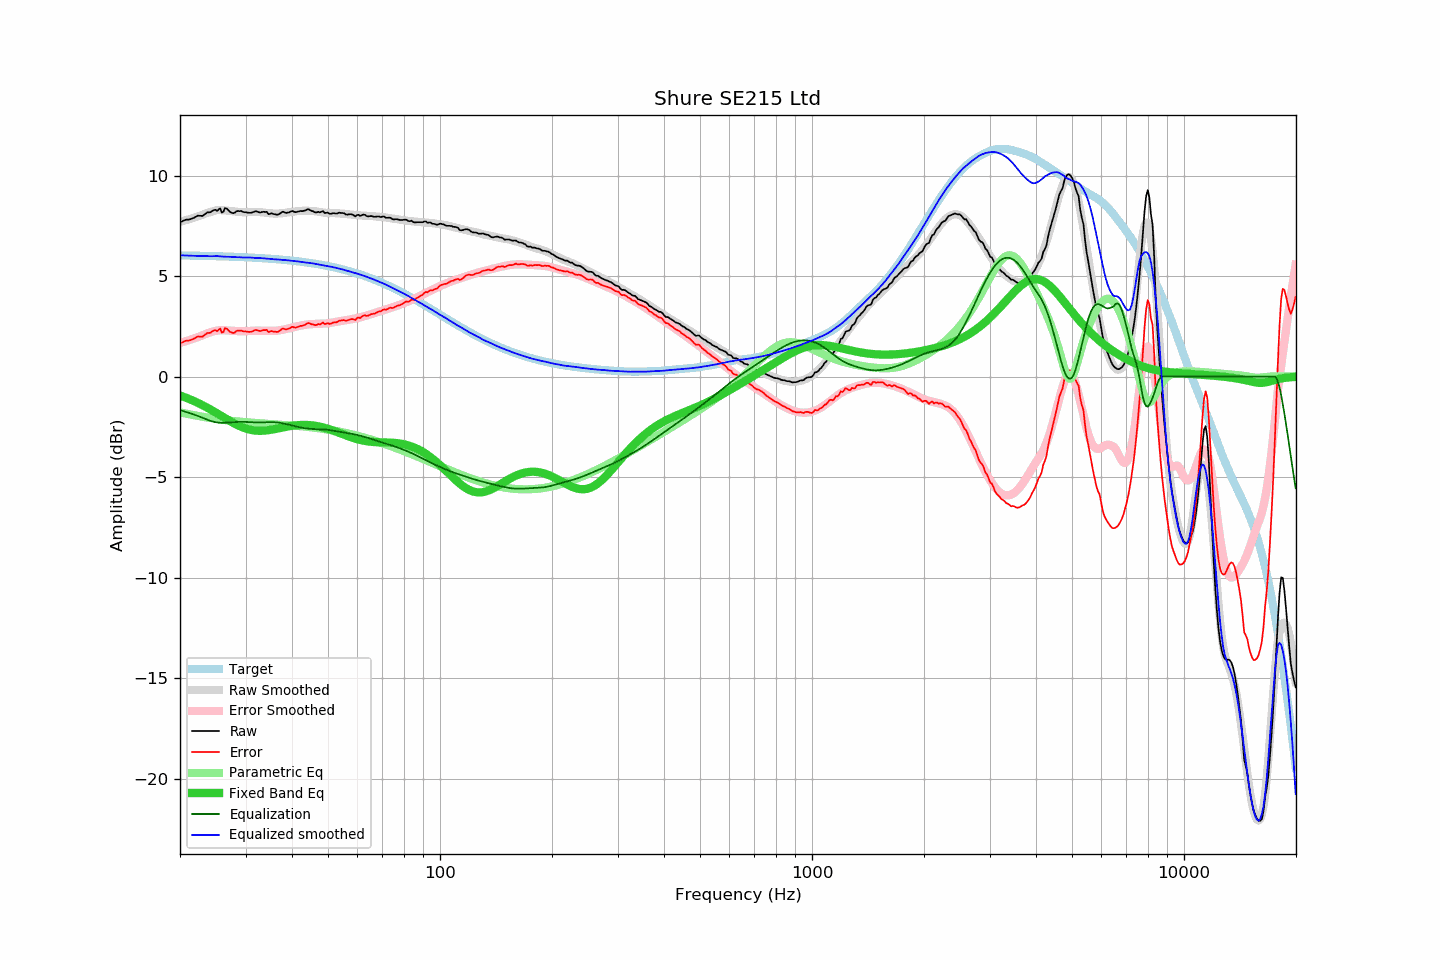 Shure SE215 Ltd
Amplitude (dBr)
10
5
0
−5
−10
−15
−20
Target
Raw Smoothed
Error Smoothed
Raw
Error
Parametric Eq
Fixed Band Eq
Equalization
Equalized smoothed
100
1000
10000
Frequency (Hz)